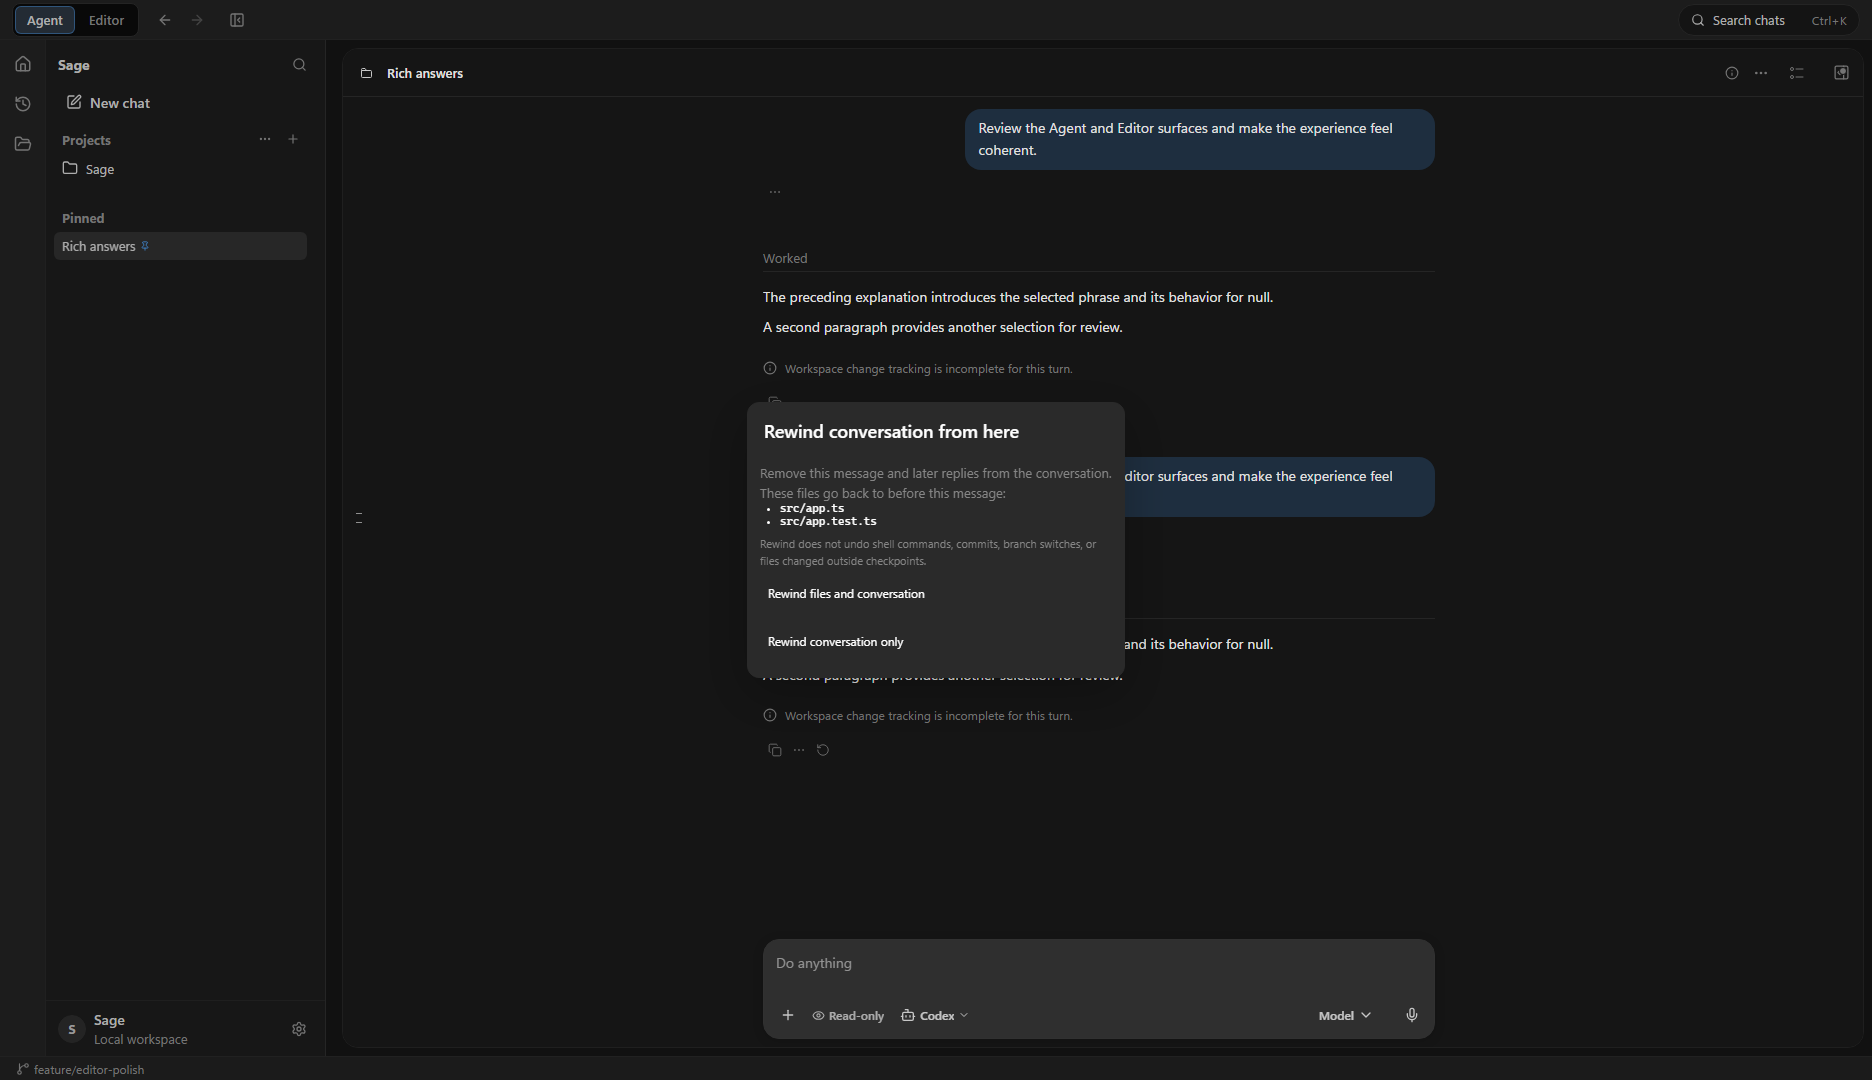 Agent
Editor
Search chats
Ctrl+K
Sage
New chat
Projects
Sage
Pinned
Rich answers
Rich answers
Review the Agent and Editor surfaces and make the experience feel
coherent.
Worked
The preceding explanation introduces the selected phrase and its behavior for null.
A second paragraph provides another selection for review.
Workspace change tracking is incomplete for this turn.
Rewind conversation from here
Remove this message and later replies from the conversation.
These files go back to before this message:
• src/app.ts
• src/app.test.ts
Rewind does not undo shell commands, commits, branch switches, or
files changed outside checkpoints.
Rewind files and conversation
Rewind conversation only
ditor surfaces and make the experience feel
and its behavior for null.
A second paragraph provides another selection for review.
Workspace change tracking is incomplete for this turn.
Do anything
Read-only
Codex
Model
S
Sage
Local workspace
feature/editor-polish